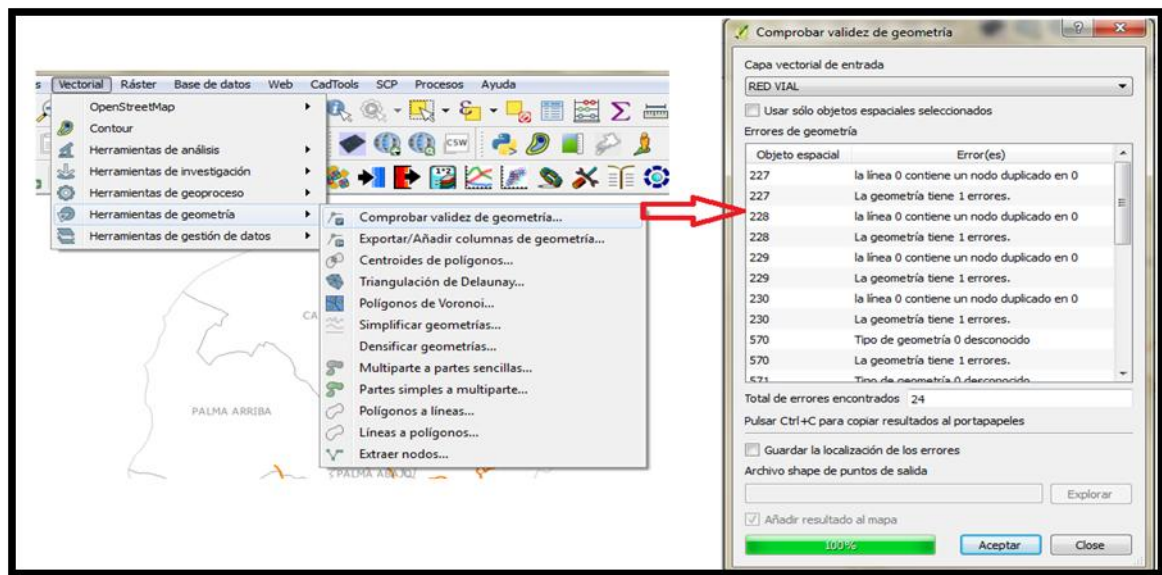 s Vectorial Ráster Base de datos Web CadTools SCP Procesos Ayuda
OpenStreetMap
Contour
Herramientas de análisis
Herramientas de investigación
Herramientas de geoproceso
Herramientas de geometría
Herramientas de gestión de datos
CSW
Comprobar validez de geometría...
Exportar/Añadir columnas de geometría...
Centroides de polígonos...
Triangulación de Delaunay...
Polígonos de Voronoi...
Simplificar geometrías...
Densificar geometrías...
Multiparte a partes sencillas...
Partes simples a multiparte...
Polígonos a líneas...
Líneas a polígonos...
Extraer nodos...
CA
PALMA ARRIBA
PALMA ABAJO
Comprobar validez de geometría
Capa vectorial de entrada
RED VIAL
Usar sólo objetos espaciales seleccionados
Errores de geometría
Objeto espacial Error(es)
227 la línea 0 contiene un nodo duplicado en 0
227 La geometría tiene 1 errores.
228 la línea 0 contiene un nodo duplicado en 0
228 La geometría tiene 1 errores.
229 la línea 0 contiene un nodo duplicado en 0
229 La geometría tiene 1 errores.
230 la línea 0 contiene un nodo duplicado en 0
230 La geometría tiene 1 errores.
570 Tipo de geometría 0 desconocido
570 La geometría tiene 1 errores.
571 Tipo de geometría 0 desconocido
Total de errores encontrados 24
Pulsar Ctrl+C para copiar resultados al portapapeles
Guardar la localización de los errores
Archivo shape de puntos de salida
Explorar
Añadir resultado al mapa
100%
Aceptar Close